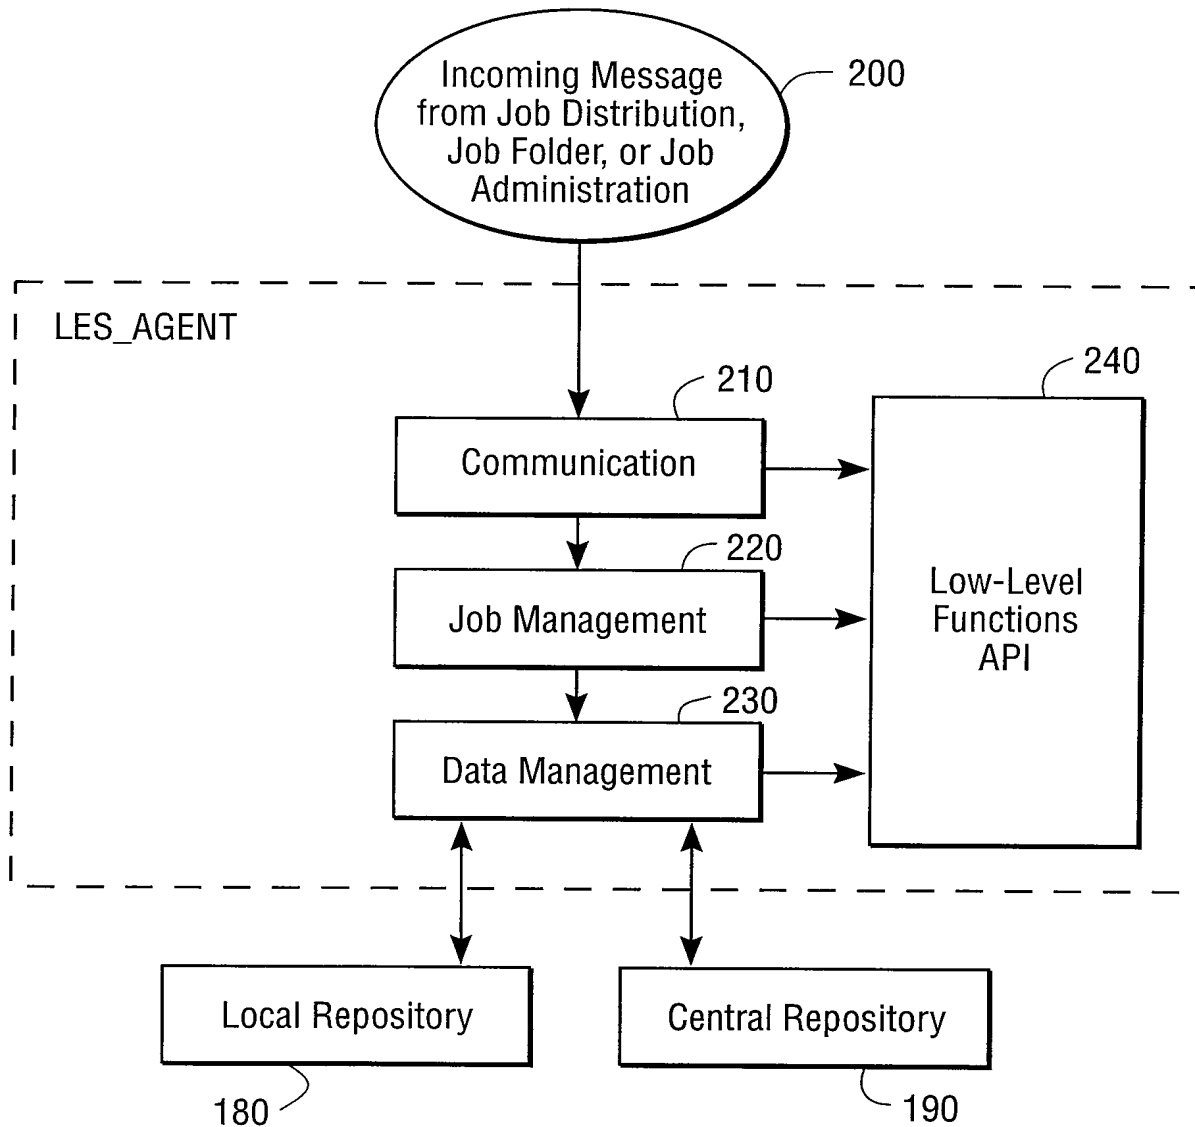 Incoming Message
from Job Distribution,
Job Folder, or Job
Administration
200
LES_AGENT
210
240
Communication
220
Low-Level
Functions
API
Job Management
230
Data Management
Local Repository
Central Repository
180
190